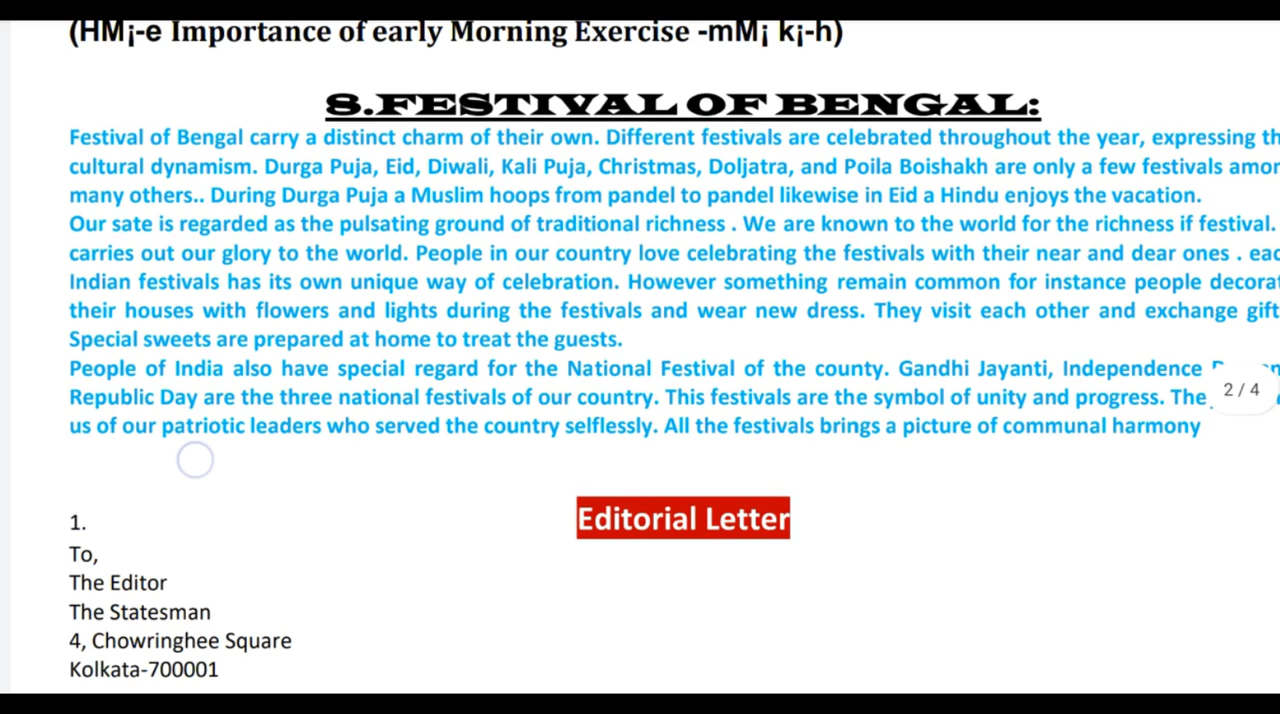 (HM¡-e Importance of early Morning Exercise -mM¡ k¡-h)
8.FESTIVAL OF BENGAL:
Festival of Bengal carry a distinct charm of their own. Different festivals are celebrated throughout the year, expressing
cultural dynamism. Durga Puja, Eid, Diwali, Kali Puja, Christmas, Doljatra, and Poila Boishakh are only a few festivals
many others.. During Durga Puja a Muslim hoops from pandel to pandel likewise in Eid a Hindu enjoys the vacation.
Our sate is regarded as the pulsating ground of traditional richness . We are known to the world for the richness if festival.
carries out our glory to the world. People in our country love celebrating the festivals with their near and dear ones .
Indian festivals has its own unique way of celebration. However something remain common for instance people
their houses with flowers and lights during the festivals and wear new dress. They visit each other and exchange
Special sweets are prepared at home to treat the guests.
People of India also have special regard for the National Festival of the county. Gandhi Jayanti, Independence
Republic Day are the three national festivals of our country. This festivals are the symbol of unity and progress.
2 / 4
us of our patriotic leaders who served the country selflessly. All the festivals brings a picture of communal harmony
Editorial Letter
1.
To,
The Editor
The Statesman
4, Chowringhee Square
Kolkata-700001